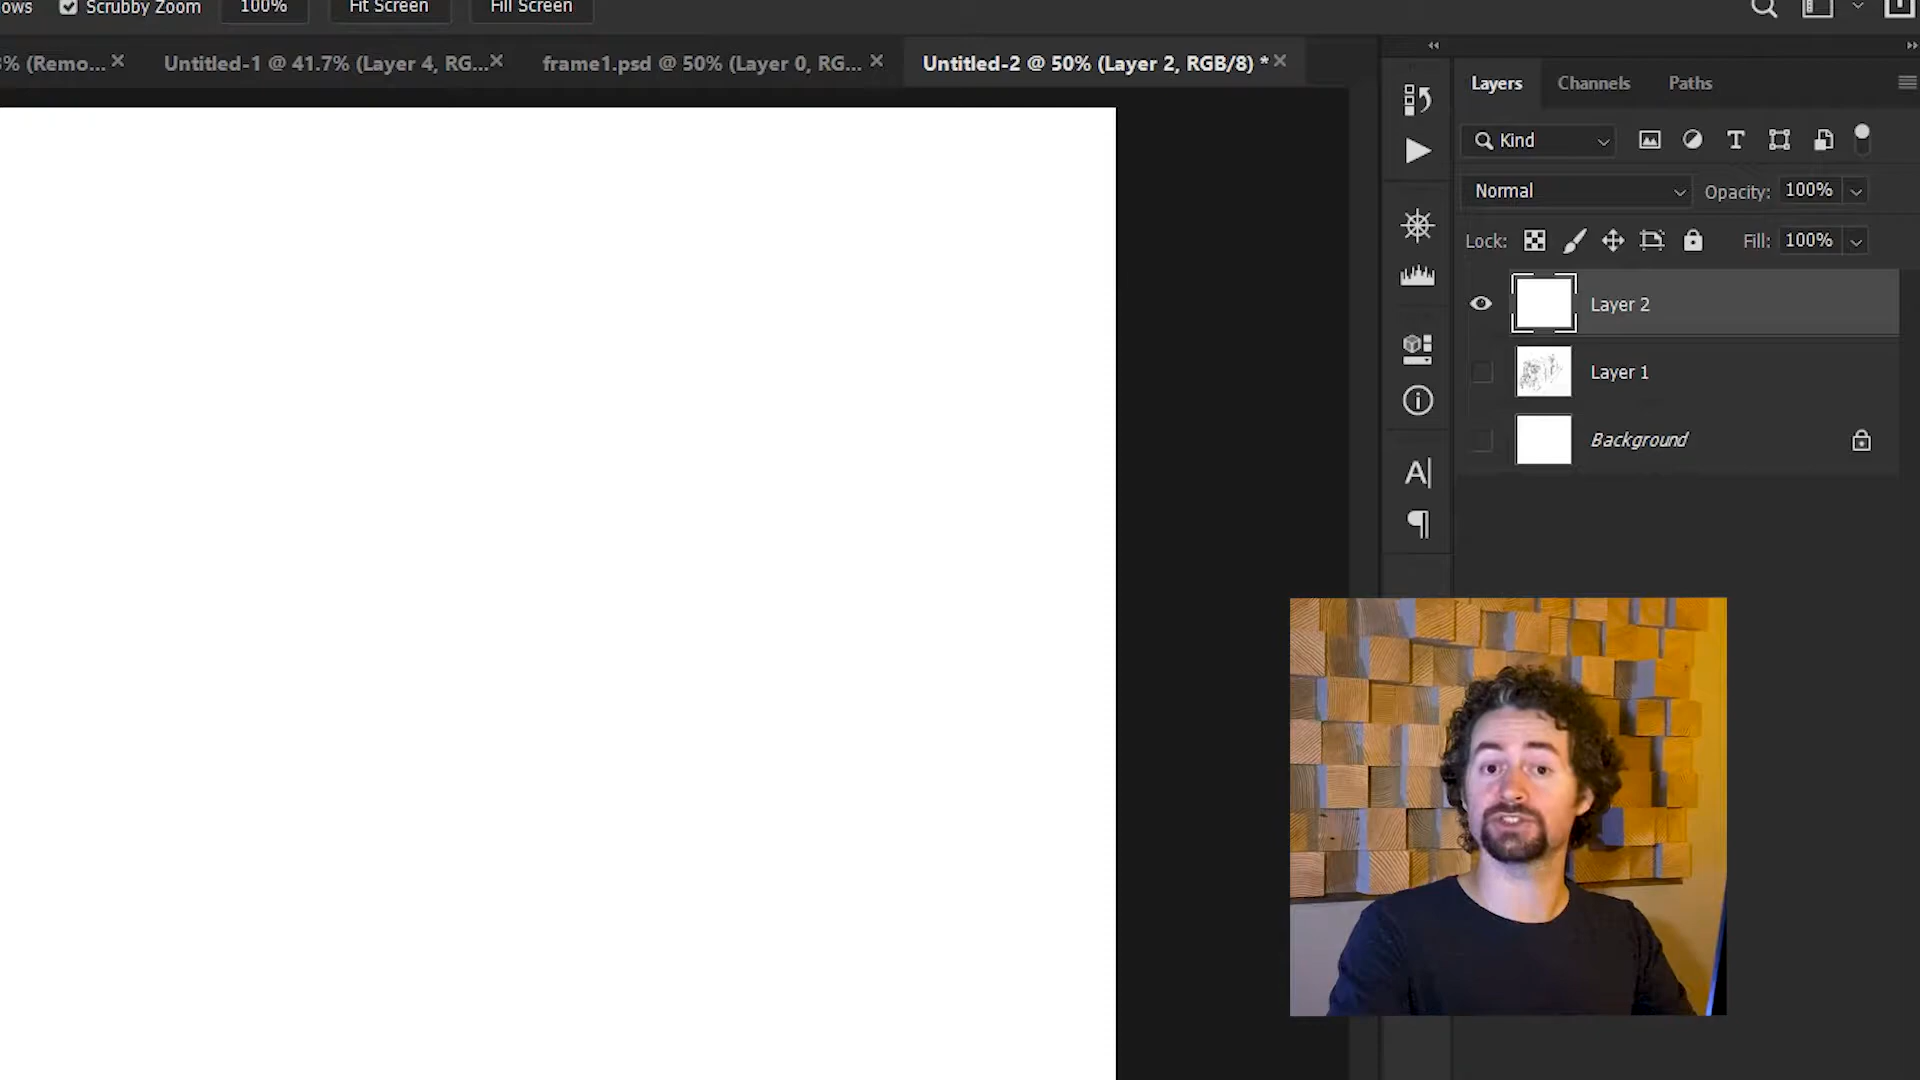 ows Scrubby Zoom 100% Fit Screen Fill Screen
% (Remo... Untitled-1 @ 41.7% (Layer 4, RG... frame1.psd @ 50% (Layer 0, RG... Untitled-2 @ 50% (Layer 2, RGB/8) *
Layers Channels Paths
Kind
Normal Opacity: 100%
Lock: Fill: 100%
Layer 2
Layer 1
Background